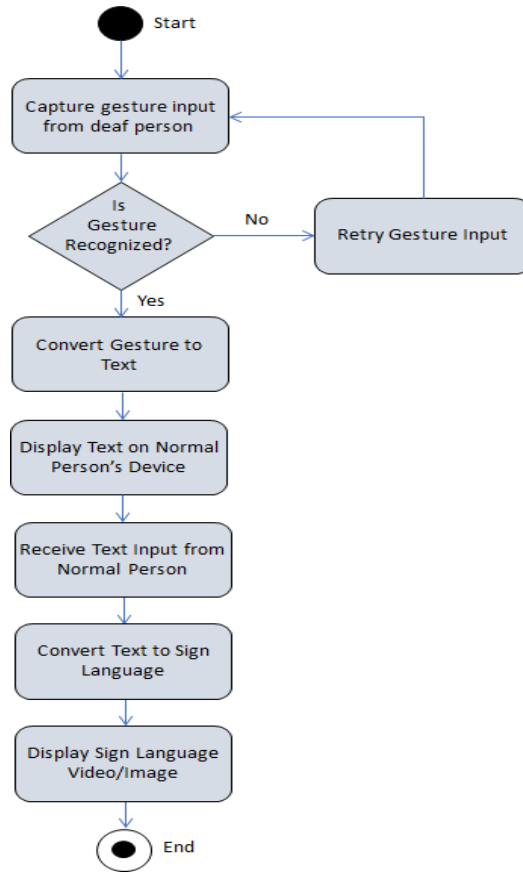 Start
Capture gesture input
from deaf person
Is
Gesture
Recognized?
No
Retry Gesture Input
Yes
Convert Gesture to
Text
Display Text on Normal
Person's Device
Receive Text Input from
Normal Person
Convert Text to Sign
Language
Display Sign Language
Video/Image
End